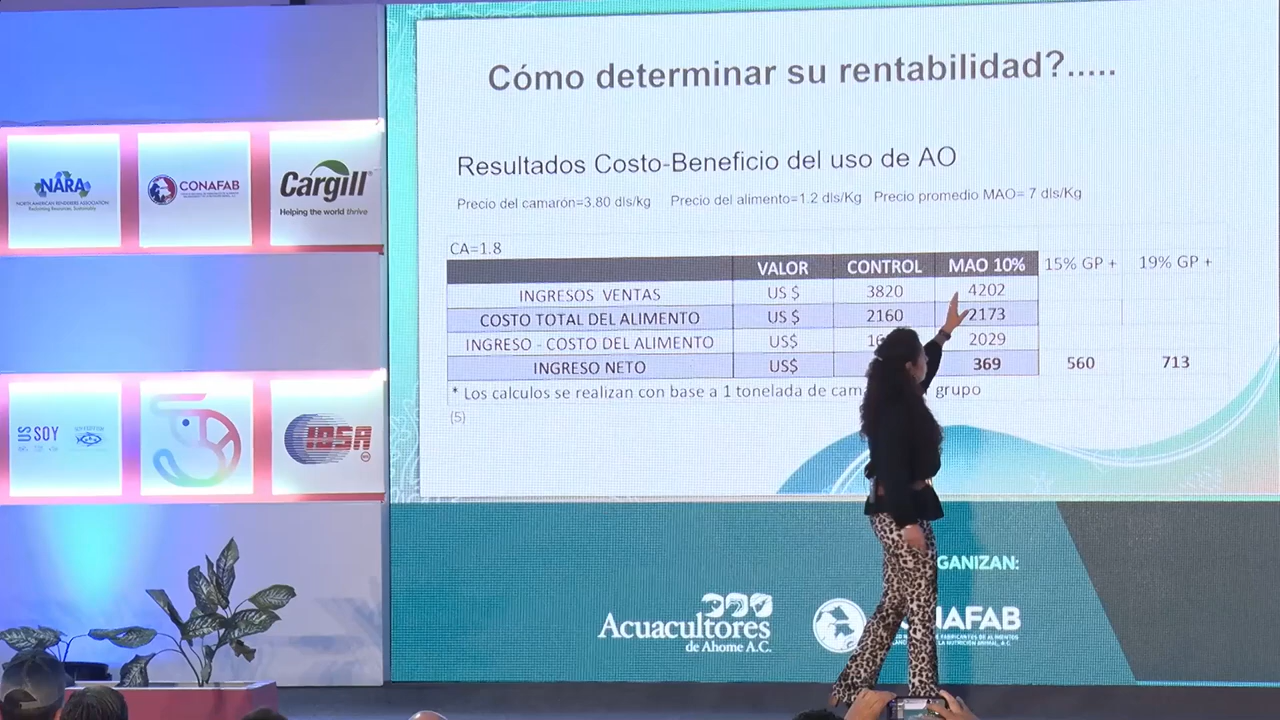 Cómo determinar su rentabilidad?.....
Resultados Costo-Beneficio del uso de AO
Precio del camarón=3.80 dls/kg Precio del alimento=1.2 dls/Kg Precio promedio MAO= 7 dls/Kg
CA=1.8
VALOR CONTROL MAO 10% 15% GP + 19% GP +
INGRESOS VENTAS US $ 3820 4202
COSTO TOTAL DEL ALIMENTO US $ 2160 2173
INGRESO - COSTO DEL ALIMENTO US$ 2029
INGRESO NETO US$ 369 560 713
* Los calculos se realizan con base a 1 tonelada de cam grupo
(5)
NARA
NORTH AMERICAN RENDERERS ASSOCIATION
CONAFAB
Cargill
Helping the world thrive
US SOY
IBSA
GANIZAN:
Acuacultores
de Ahome A.C.
NAFAB
DE FABRICANTES DE ALIMENTOS
LA NUTRICIÓN ANIMAL, A.C.